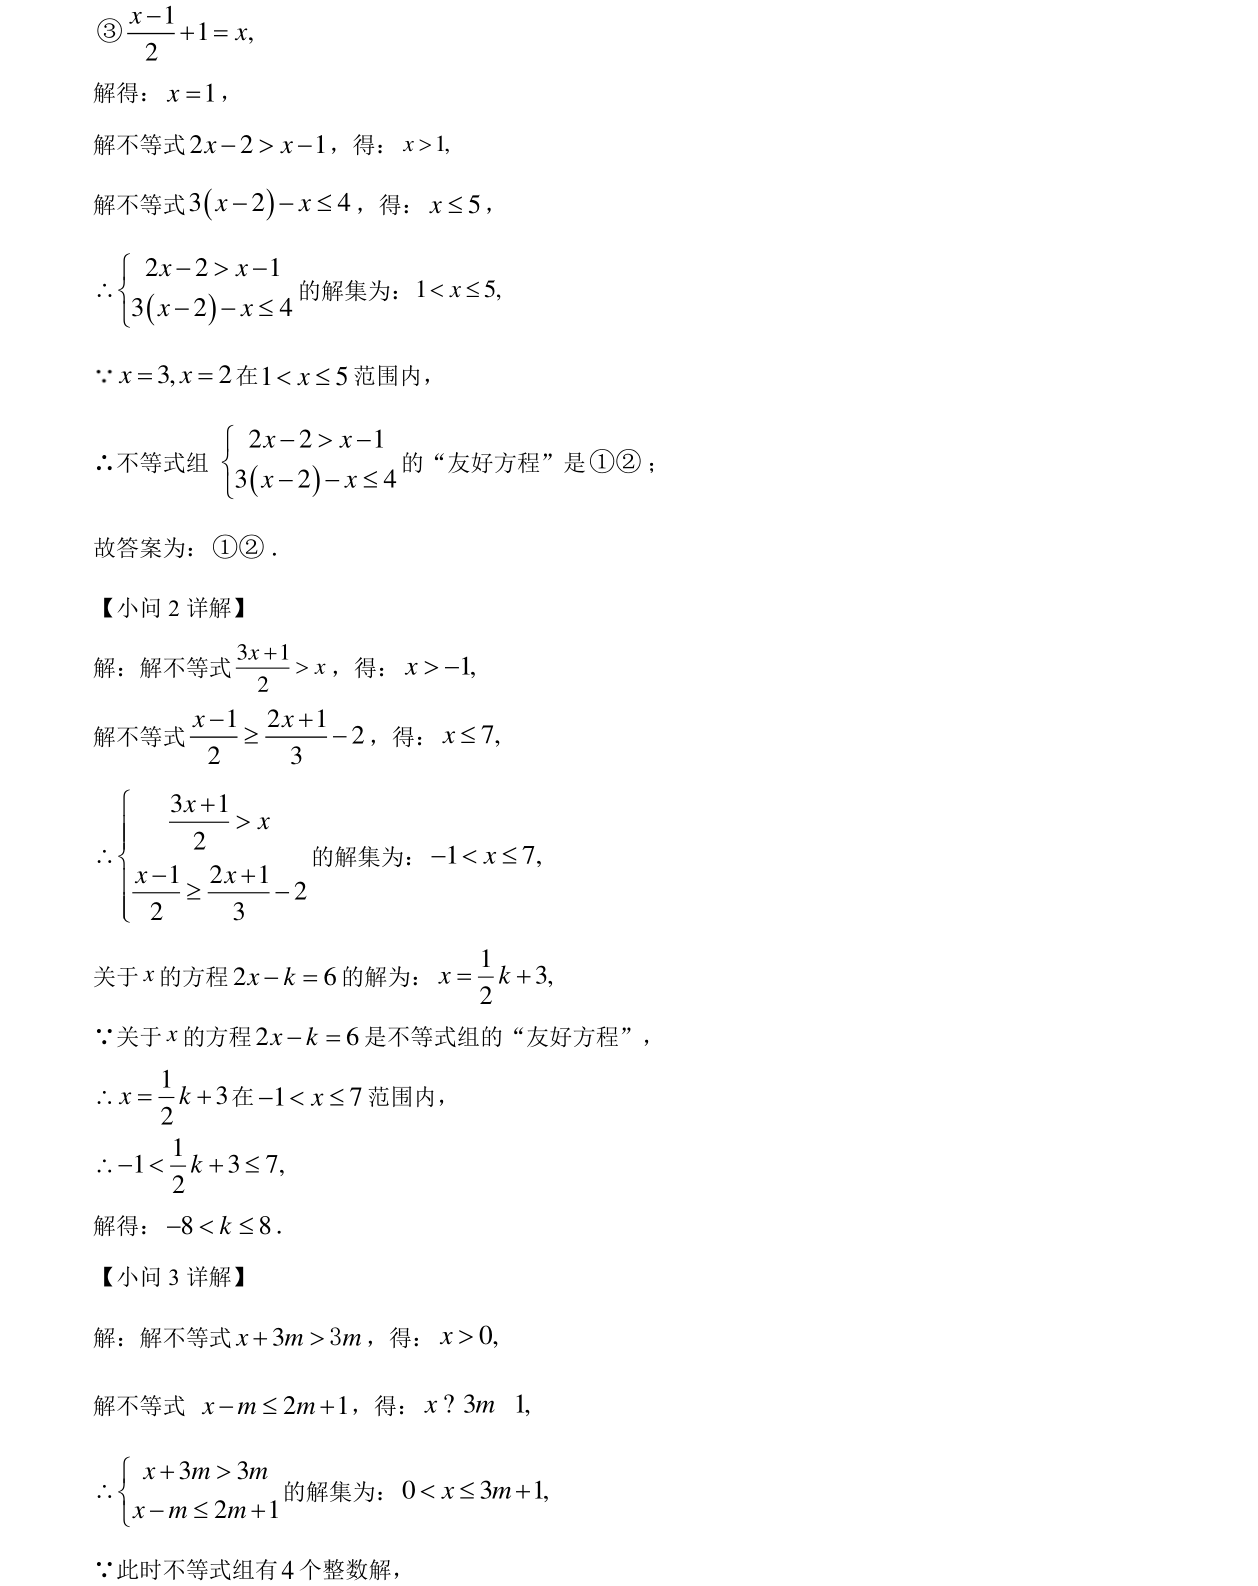 ③ (x−1)/2 +1= x,
解得： x=1，
解不等式 2x−2> x−1，得： x>1,
解不等式 3(x−2)−x≤4，得： x≤5，
∴{2x−2> x−1 3(x−2)−x≤4 的解集为：1< x≤5,
∵ x=3, x=2 在 1< x≤5 范围内，
∴不等式组 {2x−2> x−1 3(x−2)−x≤4 的“友好方程”是①②；
故答案为：①②．
【小问 2 详解】
解：解不等式 (3x+1)/2 > x，得： x>−1,
解不等式 (x−1)/2 ≥ (2x+1)/3 −2，得： x≤7,
∴{(3x+1)/2 > x (x−1)/2 ≥ (2x+1)/3 −2 的解集为：−1< x≤7,
关于 x 的方程 2x−k =6 的解为： x= 1/2 k+3,
∵关于 x 的方程 2x−k =6 是不等式组的“友好方程”，
∴ x= 1/2 k+3 在 −1< x≤7 范围内，
∴−1< 1/2 k+3≤7,
解得：−8< k ≤8．
【小问 3 详解】
解：解不等式 x+3m>3m，得： x>0,
解不等式 x−m≤2m+1，得： x ? 3m 1,
∴{x+3m>3m x−m≤2m+1 的解集为：0< x≤3m+1,
∵此时不等式组有 4 个整数解，